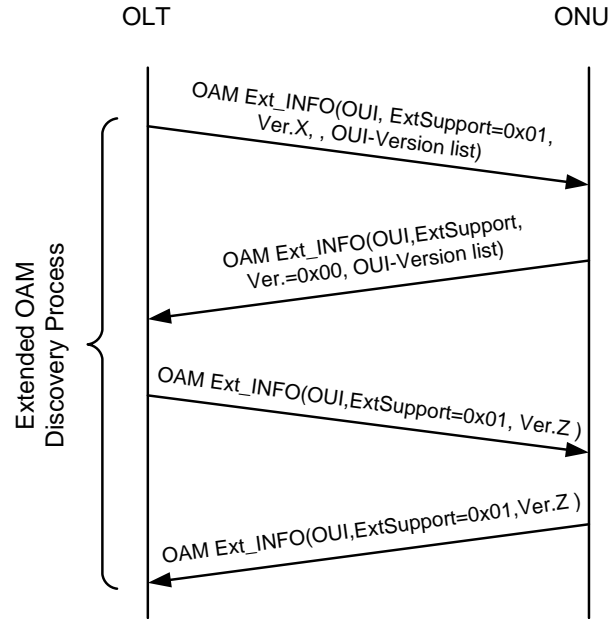 OLT
ONU
OAM Ext_INFO(OUI, ExtSupport=0x01,
Ver.X, , OUI-Version list)
OAM Ext_INFO(OUI,ExtSupport,
Ver.=0x00, OUI-Version list)
Extended OAM
Discovery Process
OAM Ext_INFO(OUI,ExtSupport=0x01, Ver.Z )
OAM Ext_INFO(OUI,ExtSupport=0x01,Ver.Z )